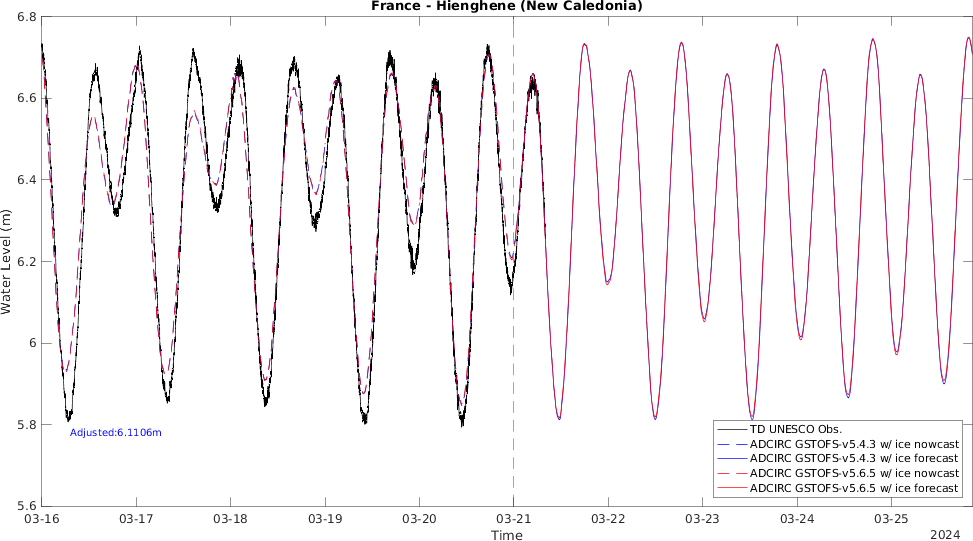 France - Hienghene (New Caledonia)
6.8
6.6
6.4
6.2
6
5.8
5.6
Water Level (m)
Adjusted:6.1106m
TD UNESCO Obs.
ADCIRC GSTOFS-v5.4.3 w/ ice nowcast
ADCIRC GSTOFS-v5.4.3 w/ ice forecast
ADCIRC GSTOFS-v5.6.5 w/ ice nowcast
ADCIRC GSTOFS-v5.6.5 w/ ice forecast
03-16 03-17 03-18 03-19 03-20 03-21 03-22 03-23 03-24 03-25
Time
2024